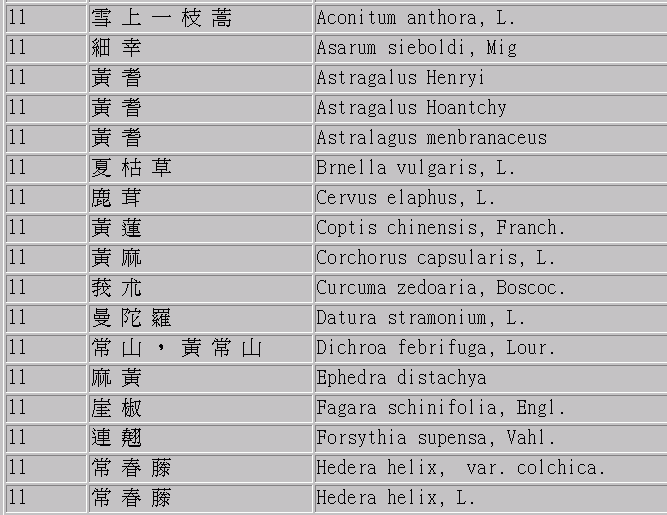 11 雪 上 一 枝 蒿 Aconitum anthora, L.
11 細 幸 Asarum sieboldi, Mig
11 黃 耆 Astragalus Henryi
11 黃 耆 Astragalus Hoantchy
11 黃 耆 Astralagus menbranaceus
11 夏 枯 草 Brnella vulgaris, L.
11 鹿 茸 Cervus elaphus, L.
11 黃 蓮 Coptis chinensis, Franch.
11 黃 麻 Corchorus capsularis, L.
11 莪 朮 Curcuma zedoaria, Boscoc.
11 曼 陀 羅 Datura stramonium, L.
11 常 山 , 黃 常 山 Dichroa febrifuga, Lour.
11 麻 黃 Ephedra distachya
11 崖 椒 Fagara schinifolia, Engl.
11 連 翹 Forsythia supensa, Vahl.
11 常 春 藤 Hedera helix, var. colchica.
11 常 春 藤 Hedera helix, L.